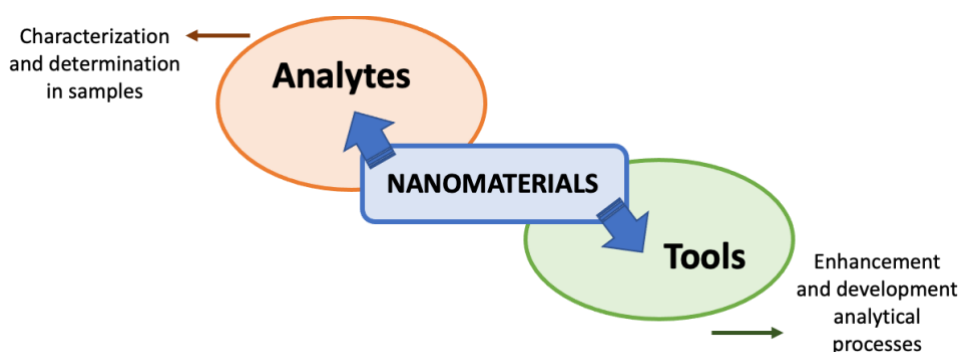 Characterization
and determination
in samples
Analytes
NANOMATERIALS
Tools
Enhancement
and development
analytical
processes